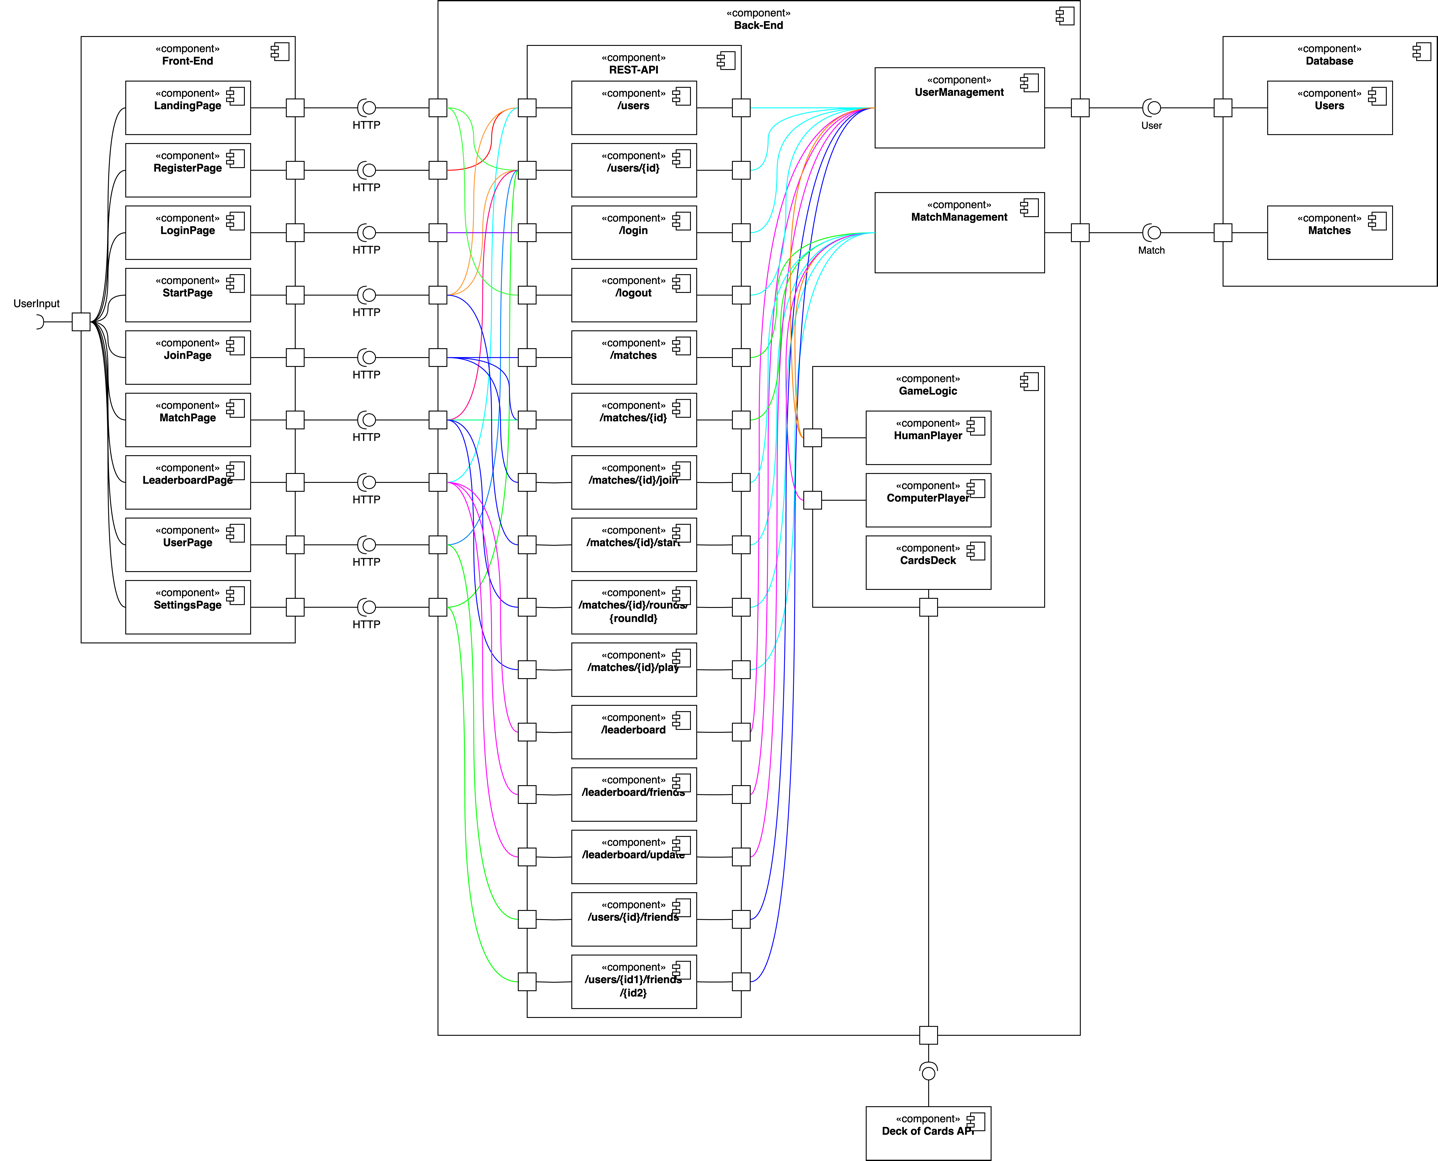 «component»
Back-End
«component»
Front-End
«component»
REST-API
«component»
Database
«component»
LandingPage
«component»
RegisterPage
«component»
LoginPage
«component»
StartPage
«component»
JoinPage
«component»
MatchPage
«component»
LeaderboardPage
«component»
UserPage
«component»
SettingsPage
UserInput
HTTP
HTTP
HTTP
HTTP
HTTP
HTTP
HTTP
HTTP
HTTP
«component»
/users
«component»
/users/{id}
«component»
/login
«component»
/logout
«component»
/matches
«component»
/matches/{id}
«component»
/matches/{id}/join
«component»
/matches/{id}/start
«component»
/matches/{id}/rounds/
{roundId}
«component»
/matches/{id}/play
«component»
/leaderboard
«component»
/leaderboard/friends
«component»
/leaderboard/update
«component»
/users/{id}/friends
«component»
/users/{id1}/friends
/{id2}
«component»
UserManagement
«component»
MatchManagement
«component»
GameLogic
«component»
HumanPlayer
«component»
ComputerPlayer
«component»
CardsDeck
User
Match
«component»
Users
«component»
Matches
«component»
Deck of Cards API